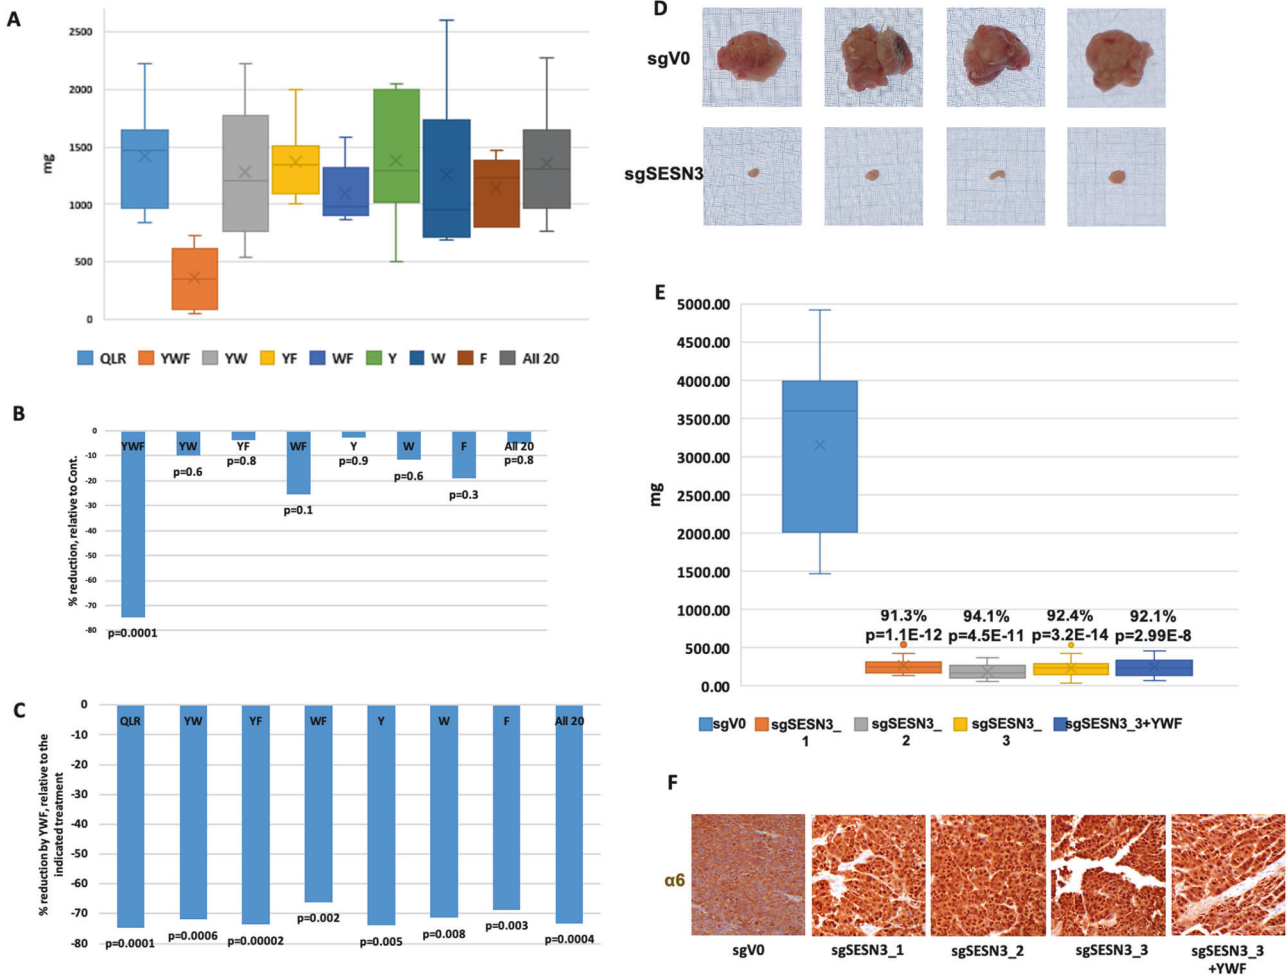 A
mg
2500
2000
1500
1000
500
0
QLR YWF YW YF WF Y W F All 20
B
% reduction, relative to Cont.
0
-10
-20
-30
-40
-50
-60
-70
-80
YWF YW YF WF Y W F All 20
p=0.0001 p=0.6 p=0.8 p=0.1 p=0.9 p=0.6 p=0.3 p=0.8
C
% reduction by YWF, relative to the
indicated treatment
0
-10
-20
-30
-40
-50
-60
-70
-80
QLR YW YF WF Y W F All 20
p=0.0001 p=0.0006 p=0.00002 p=0.002 p=0.005 p=0.008 p=0.003 p=0.0004
D
sgV0
sgSESN3
E
mg
5000.00
4500.00
4000.00
3500.00
3000.00
2500.00
2000.00
1500.00
1000.00
500.00
0.00
91.3% 94.1% 92.4% 92.1%
p=1.1E-12 p=4.5E-11 p=3.2E-14 p=2.99E-8
sgV0 sgSESN3_ sgSESN3_ sgSESN3_ sgSESN3_3+YWF
1 2 3
F
α6
sgV0 sgSESN3_1 sgSESN3_2 sgSESN3_3 sgSESN3_3
+YWF